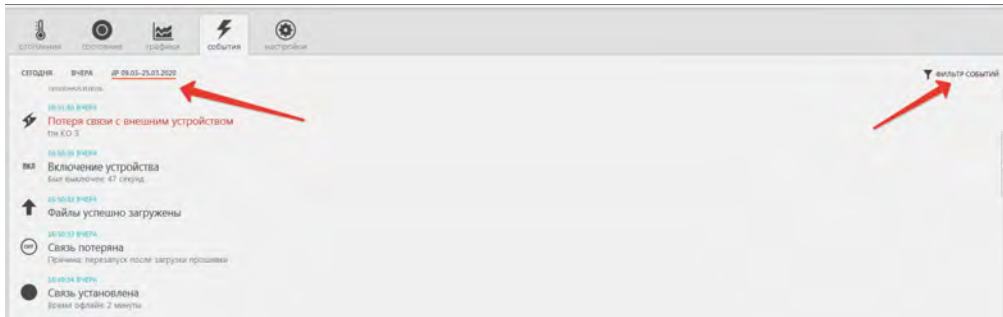 отопление состояние графики события настройки
СЕГОДНЯ ВЧЕРА 09.03-25.03.2020 ФИЛЬТР СОБЫТИЙ
ВЧЕРА
Потеря связи с внешним устройством
КО 3
ВЧЕРА
ВКЛ Включение устройства
Был выключен: 47 секунд
ВЧЕРА
Файлы успешно загружены
ВЧЕРА
OFF Связь потеряна
Причина: перезапуск после загрузки прошивки
ВЧЕРА
Связь установлена
Время офлайн: 2 минуты